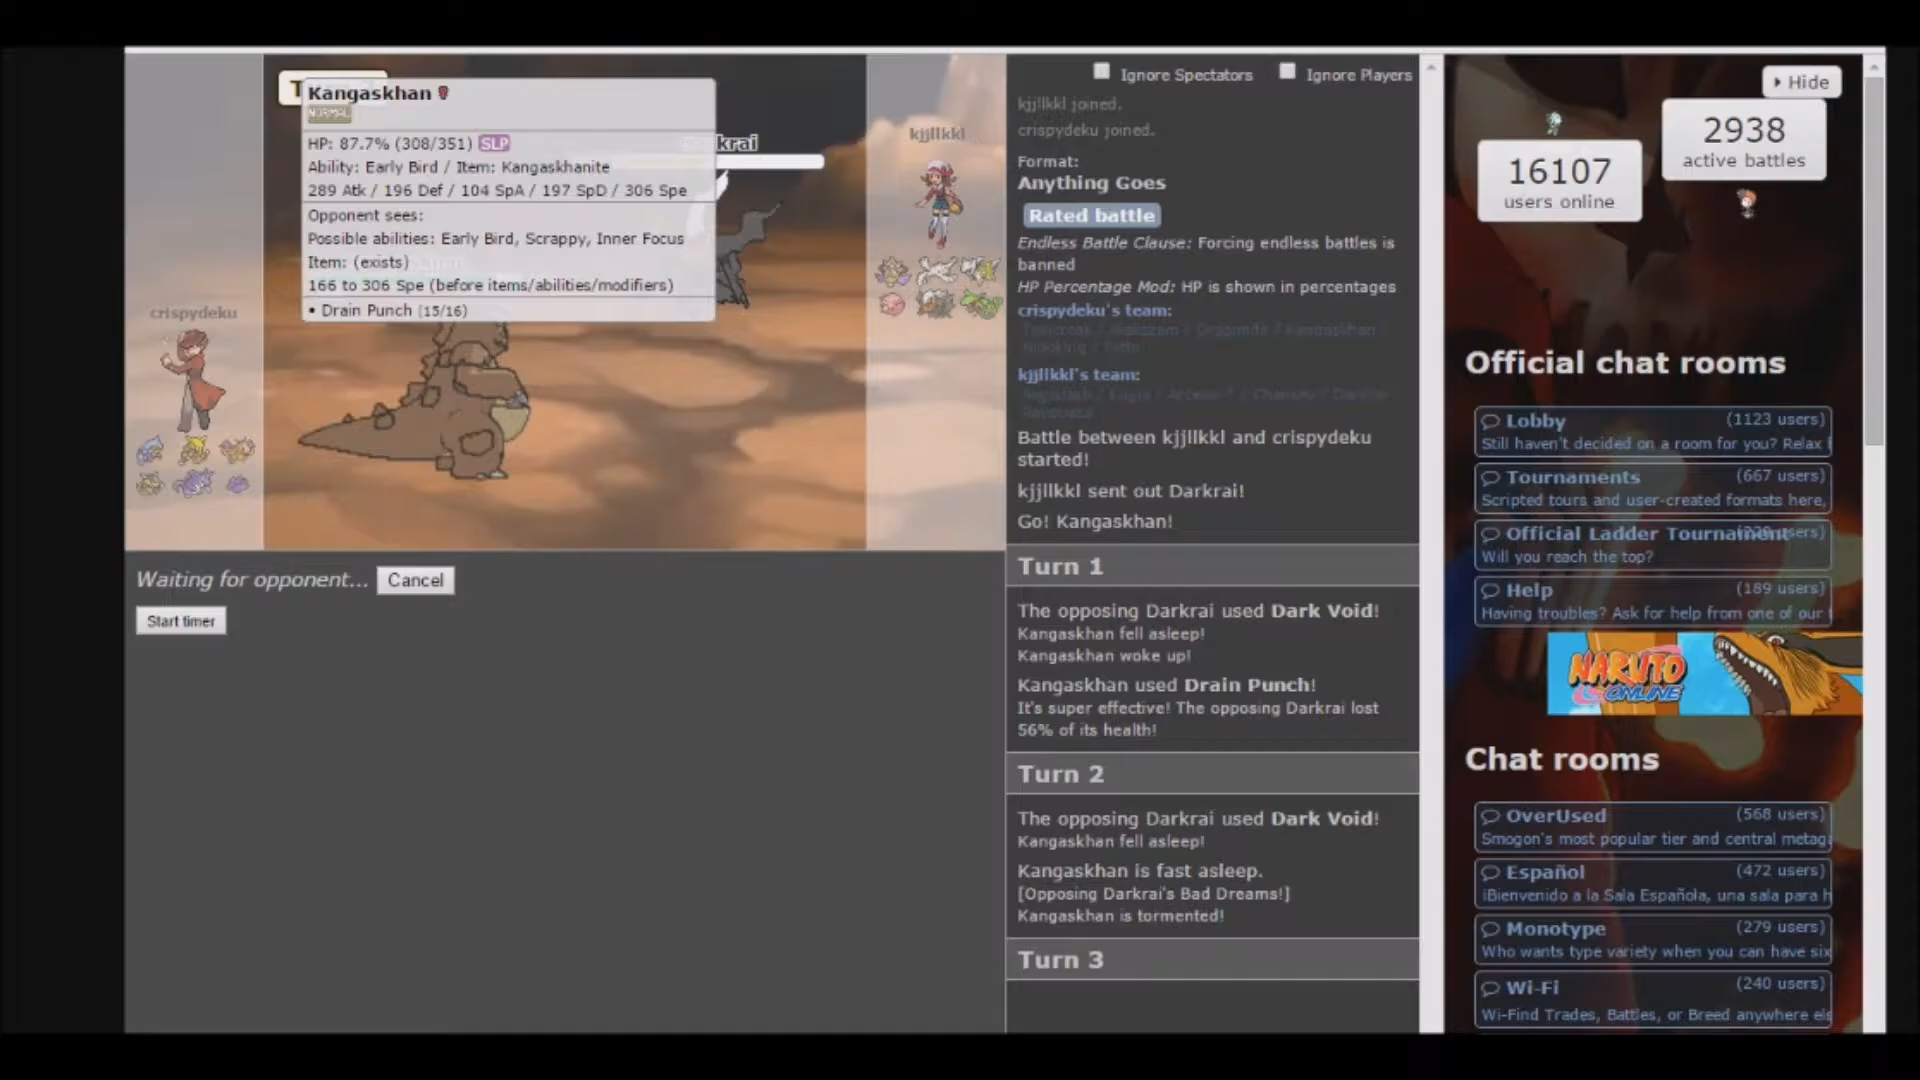 T
Kangaskhan
NORMAL
HP: 87.7% (308/351) SLP
Ability: Early Bird / Item: Kangaskhanite
289 Atk / 196 Def / 104 SpA / 197 SpD / 306 Spe
Opponent sees:
Possible abilities: Early Bird, Scrappy, Inner Focus
Item: (exists)
166 to 306 Spe (before items/abilities/modifiers)
• Drain Punch (15/16)
krai
kjjllkkl
crispydeku
Waiting for opponent... Cancel
Start timer
Ignore Spectators Ignore Players
kjjllkkl joined.
crispydeku joined.
Format:
Anything Goes
Rated battle
Endless Battle Clause: Forcing endless battles is
banned
HP Percentage Mod: HP is shown in percentages
crispydeku's team:
kjjllkkl's team:
Battle between kjjllkkl and crispydeku
started!
kjjllkkl sent out Darkrai!
Go! Kangaskhan!
Turn 1
The opposing Darkrai used Dark Void!
Kangaskhan fell asleep!
Kangaskhan woke up!
Kangaskhan used Drain Punch!
It's super effective! The opposing Darkrai lost
56% of its health!
Turn 2
The opposing Darkrai used Dark Void!
Kangaskhan fell asleep!
Kangaskhan is fast asleep.
[Opposing Darkrai's Bad Dreams!]
Kangaskhan is tormented!
Turn 3
Hide
16107
users online
2938
active battles
Official chat rooms
Lobby (1123 users)
Still haven't decided on a room for you? Relax
Tournaments (667 users)
Scripted tours and user-created formats here,
Official Ladder Tournament
Will you reach the top?
Help (189 users)
Having troubles? Ask for help from one of our
NARUTO
ONLINE
Chat rooms
OverUsed (568 users)
Smogon's most popular tier and central metag
Español (472 users)
¡Bienvenido a la Sala Española, una sala para h
Monotype (279 users)
Who wants type variety when you can have six
Wi-Fi (240 users)
Wi-Find Trades, Battles, or Breed anywhere els